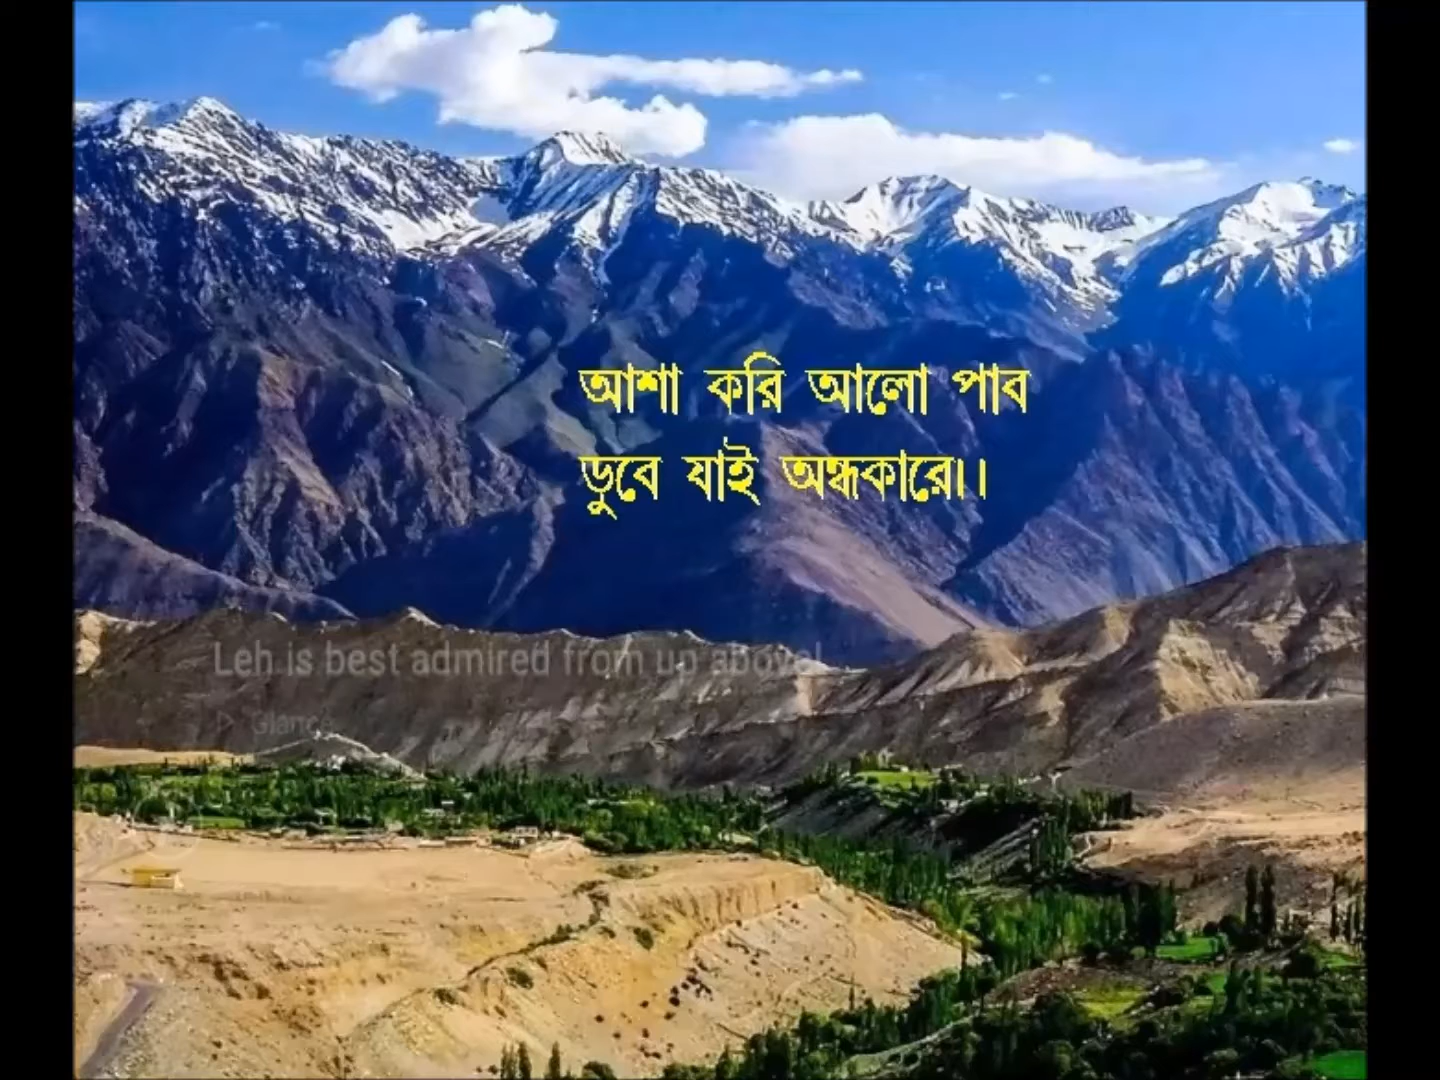 আশা করি আলো পাব
ডুবে যাই অন্ধকারে।।
Leh is best admired from up above!
Glance